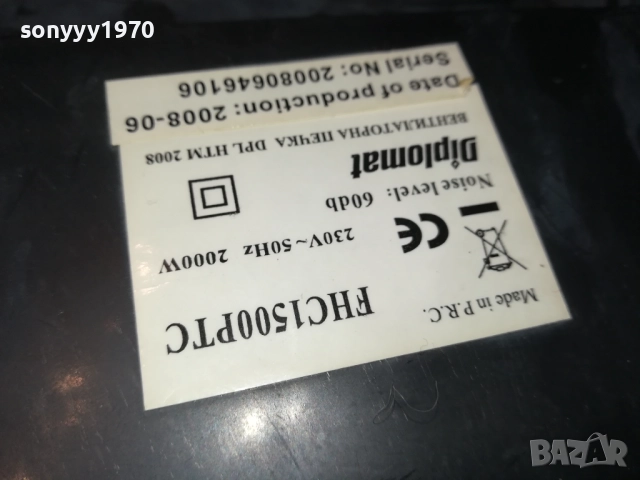 sonyyy1970
FHC1500PTC
Made in P.R.C.
230V~50Hz 2000W
CE
Noise level: 60db
Diplomat
ВЕНТИЛАТОРНА ПЕЧКА DPL HTM 2008
Date of production: 2008-06
Serial No: 20080646106
BAZAR